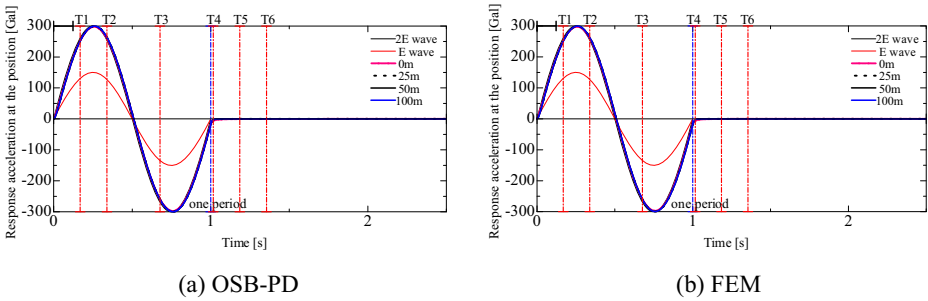 T1 T2 T3 T4 T5 T6
300
200
100
0
-100
-200
-300
Response acceleration at the position [Gal]
2E wave
E wave
0m
25m
50m
100m
one period
0 1 2
Time [s]
(a) OSB-PD
T1 T2 T3 T4 T5 T6
300
200
100
0
-100
-200
-300
Response acceleration at the position [Gal]
2E wave
E wave
0m
25m
50m
100m
one period
0 1 2
Time [s]
(b) FEM